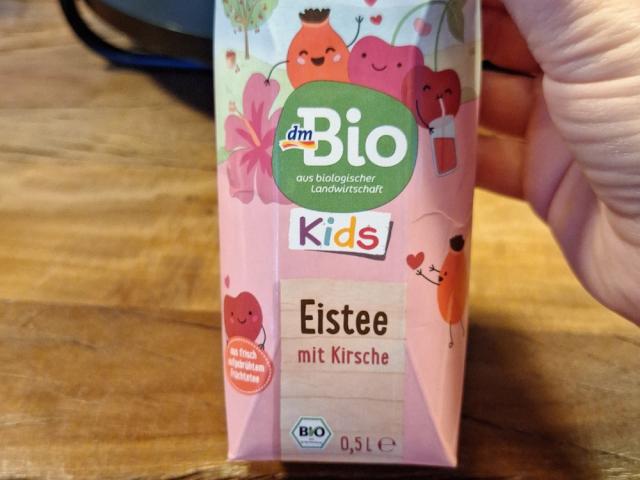 dm
Bio
aus biologischer
Landwirtschaft
Kids
Eistee
mit Kirsche
aus frisch
aufgebrühtem
Früchtetee
BIO
0,5 L e